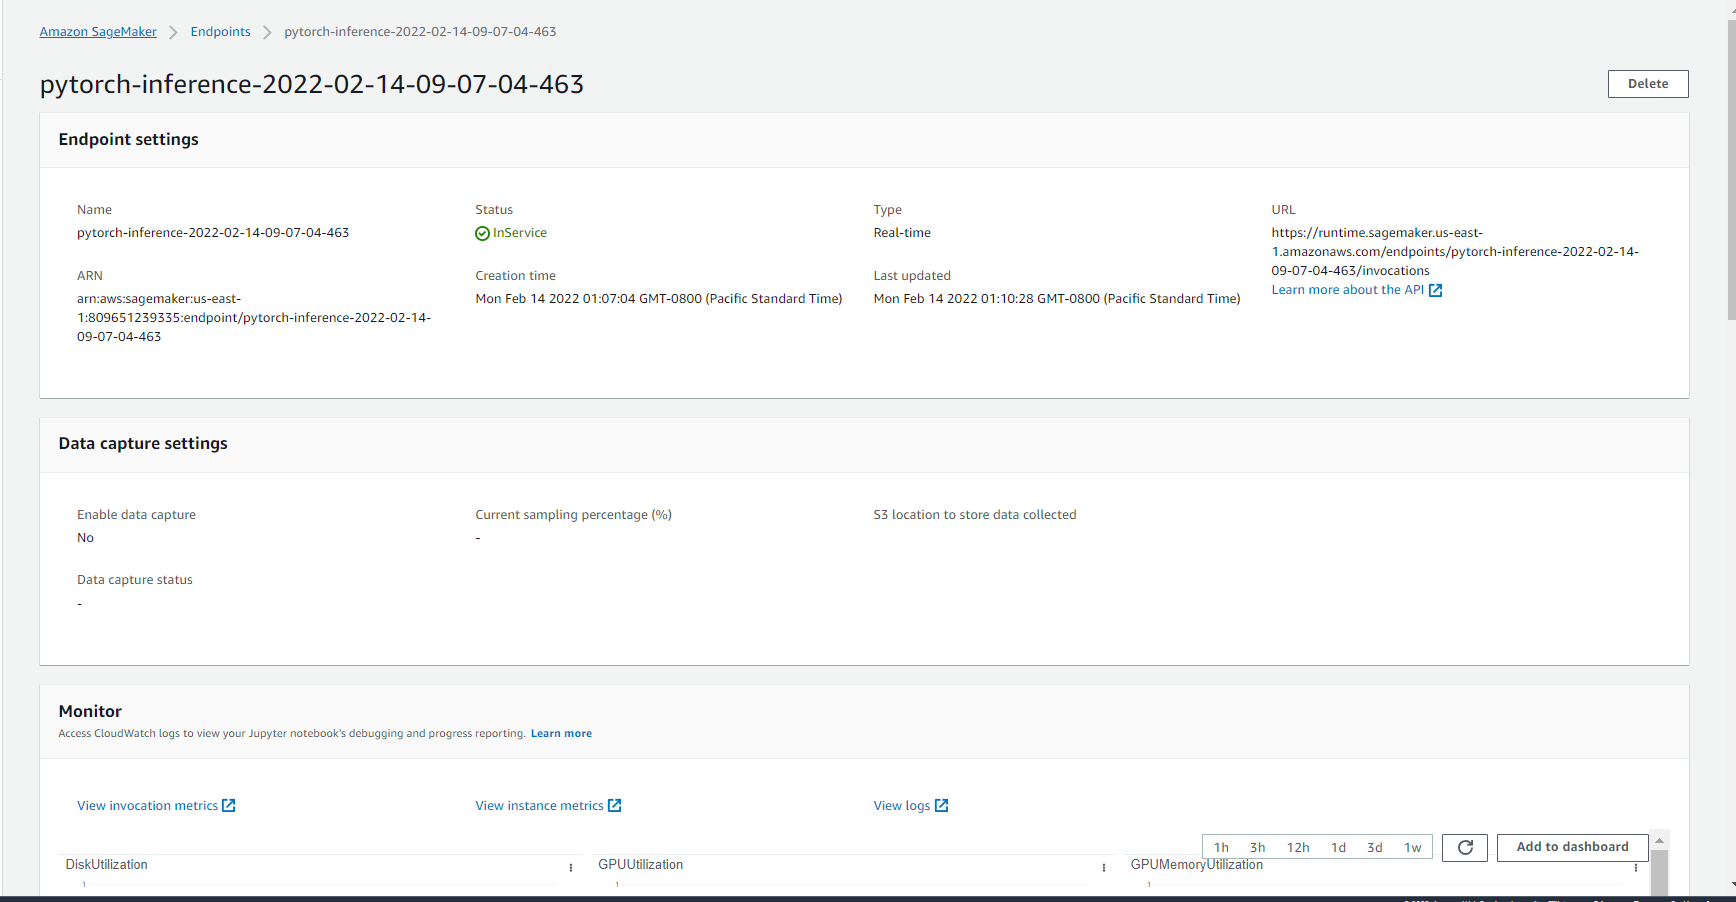 Amazon SageMaker > Endpoints > pytorch-inference-2022-02-14-09-07-04-463
pytorch-inference-2022-02-14-09-07-04-463
Delete
Endpoint settings
Name
pytorch-inference-2022-02-14-09-07-04-463
Status
InService
Type
Real-time
URL
https://runtime.sagemaker.us-east-
1.amazonaws.com/endpoints/pytorch-inference-2022-02-14-
09-07-04-463/invocations
Learn more about the API
ARN
arn:aws:sagemaker:us-east-
1:809651239335:endpoint/pytorch-inference-2022-02-14-
09-07-04-463
Creation time
Mon Feb 14 2022 01:07:04 GMT-0800 (Pacific Standard Time)
Last updated
Mon Feb 14 2022 01:10:28 GMT-0800 (Pacific Standard Time)
Data capture settings
Enable data capture
No
Current sampling percentage (%)
-
S3 location to store data collected
Data capture status
-
Monitor
Access CloudWatch logs to view your Jupyter notebook's debugging and progress reporting. Learn more
View invocation metrics
View instance metrics
View logs
1h 3h 12h 1d 3d 1w
Add to dashboard
DiskUtilization
1
GPUUtilization
1
GPUMemoryUtilization
1